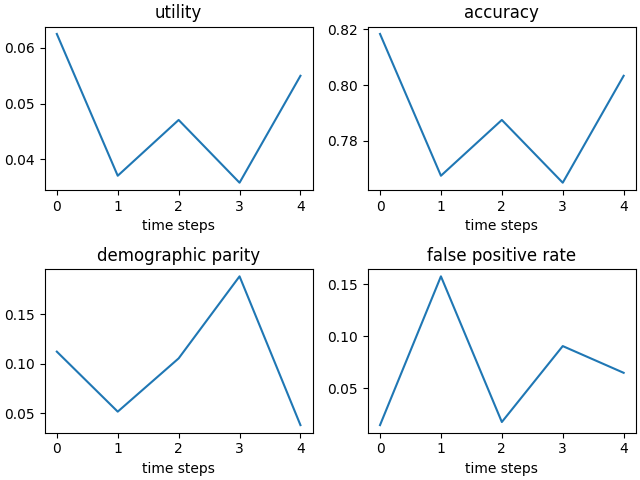 utility
0.06
0.05
0.04
0 1 2 3 4
time steps
accuracy
0.82
0.80
0.78
0 1 2 3 4
time steps
demographic parity
0.15
0.10
0.05
0 1 2 3 4
time steps
false positive rate
0.15
0.10
0.05
0 1 2 3 4
time steps